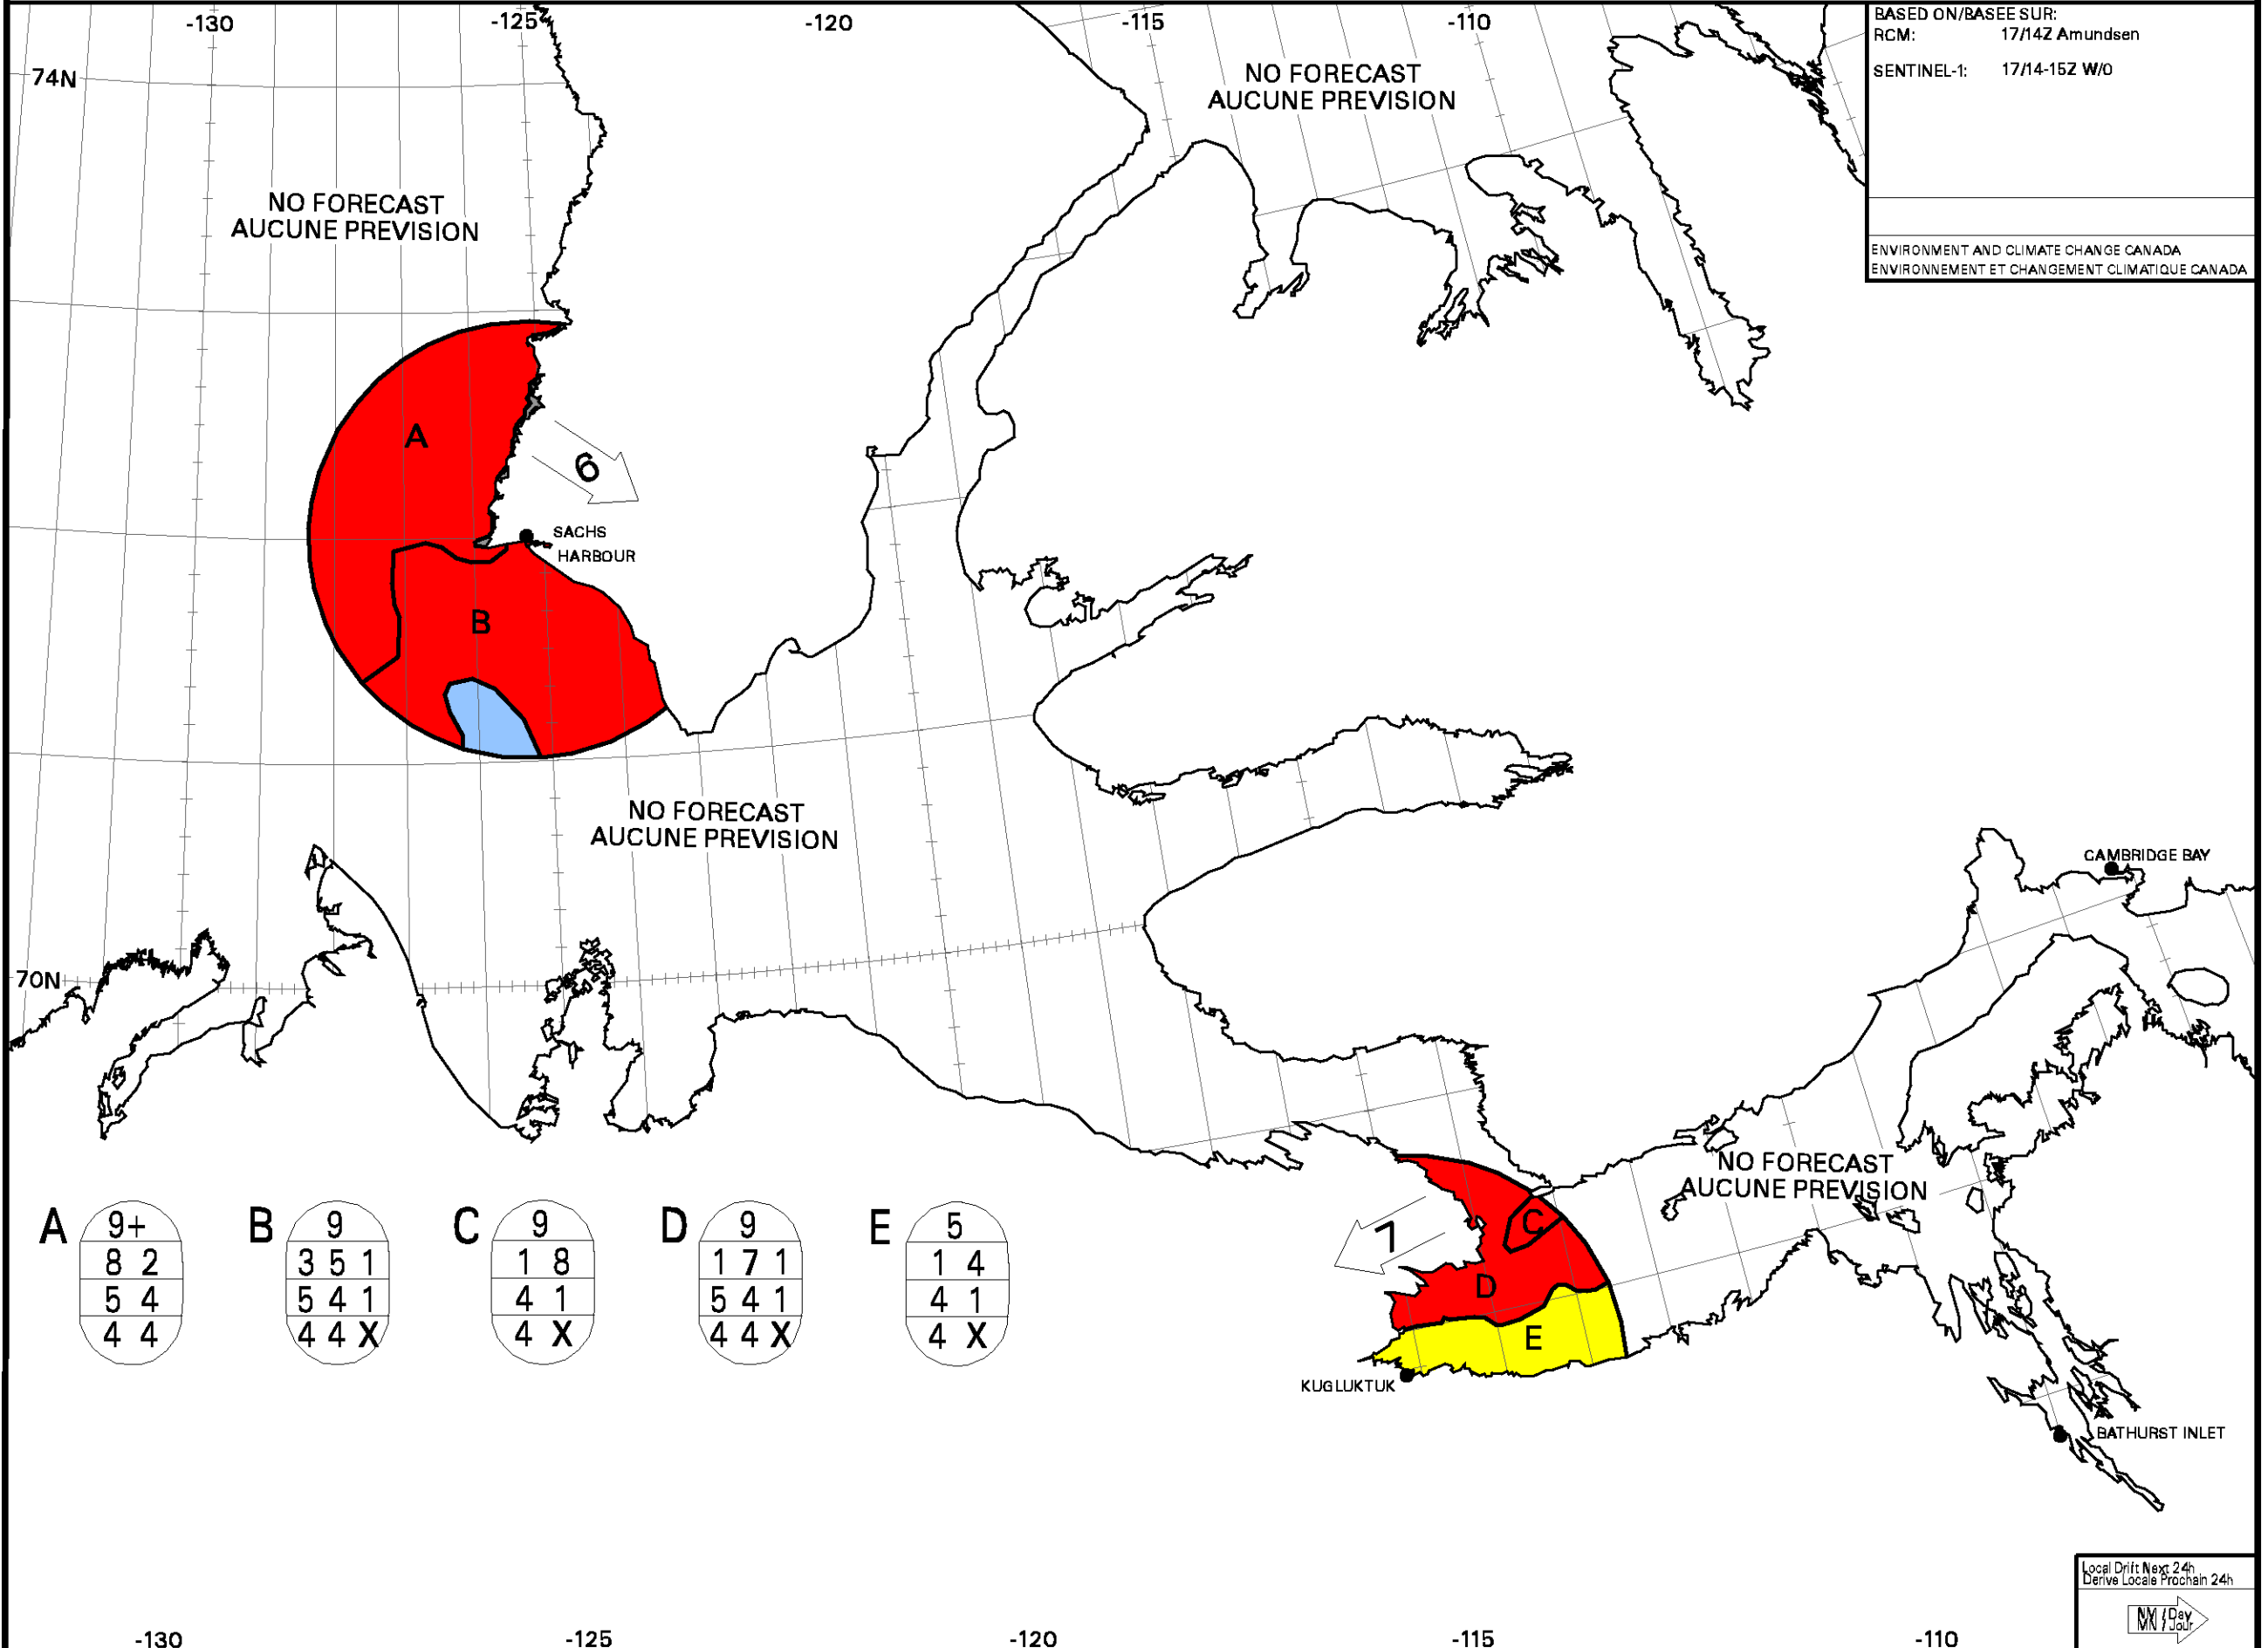 -130 -125 -120 -115 -110
BASED ON/BASEE SUR:
RCM: 17/14Z Amundsen
SENTINEL-1: 17/14-15Z W/O
ENVIRONMENT AND CLIMATE CHANGE CANADA
ENVIRONNEMENT ET CHANGEMENT CLIMATIQUE CANADA
74N
NO FORECAST
AUCUNE PREVISION
NO FORECAST
AUCUNE PREVISION
A
6
SACHS
HARBOUR
B
NO FORECAST
AUCUNE PREVISION
CAMBRIDGE BAY
70N
NO FORECAST
AUCUNE PREVISION
C
7
D
E
KUGLUKTUK
BATHURST INLET
A
9+
8 2
5 4
4 4
B
9
3 5 1
5 4 1
4 4 X
C
9
1 8
4 1
4 X
D
9
1 7 1
5 4 1
4 4 X
E
5
1 4
4 1
4 X
Local Drift Next 24h
Derive Locale Prochain 24h
NM / Day
MN / Jour
-130 -125 -120 -115 -110